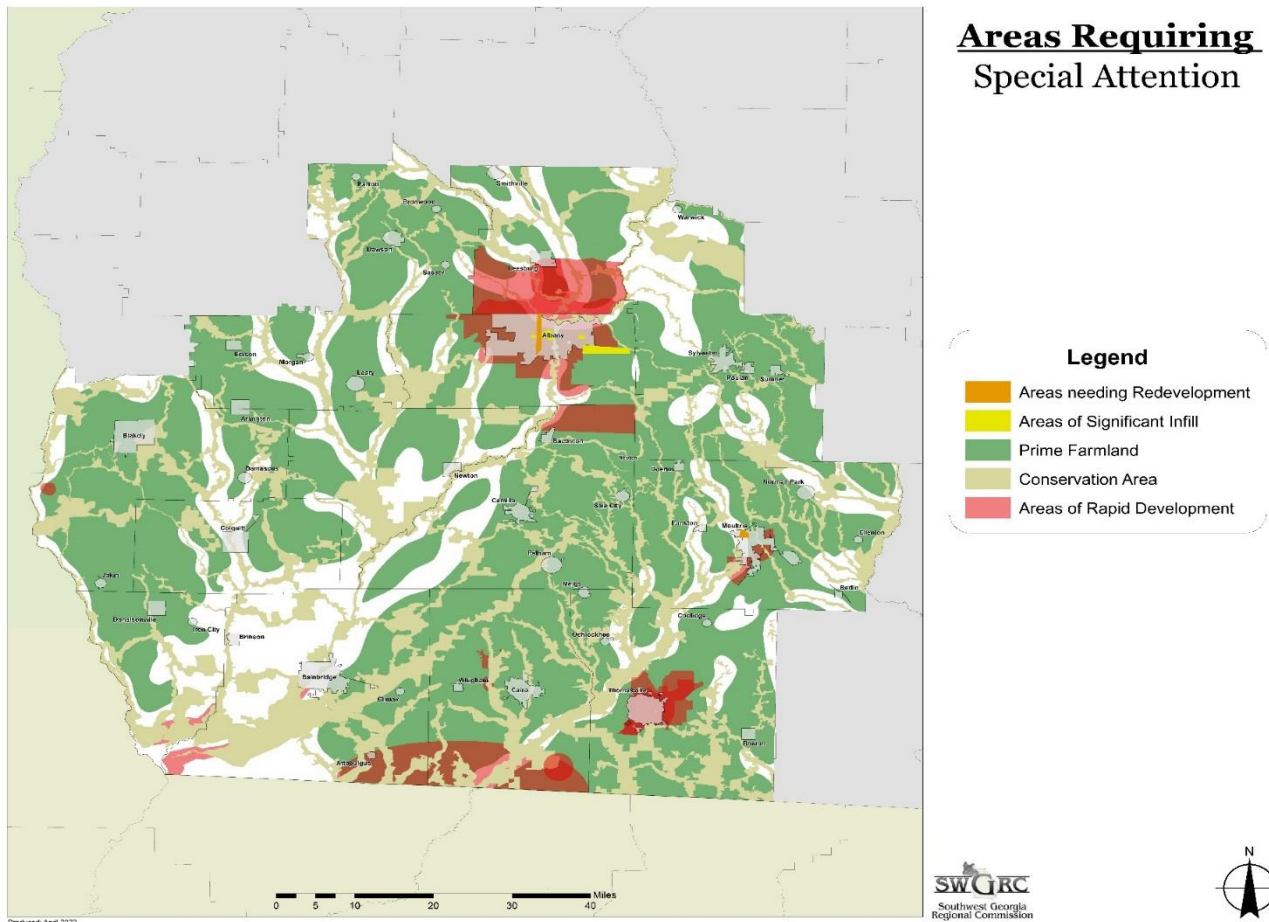 Areas Requiring
Special Attention
Parrott
Bronwood
Smithville
Warwick
Dawson
Sasser
Leesburg
Albany
Edison
Morgan
Leary
Sylvester
Poulan
Sumner
Arlington
Blakely
Baconton
Damascus
Newton
Norman Park
Camilla
Sale City
Funston
Moultrie
Ellenton
Colquitt
Pelham
Meigs
Berlin
Jakin
Donalsonville
Iron City
Brinson
Coolidge
Ochlocknee
Bainbridge
Climax
Whigham
Cairo
Thomasville
Boston
Attapulgus
Legend
Areas needing Redevelopment
Areas of Significant Infill
Prime Farmland
Conservation Area
Areas of Rapid Development
Miles
0 5 10 20 30 40
SWGRC
Southwest Georgia
Regional Commission
N